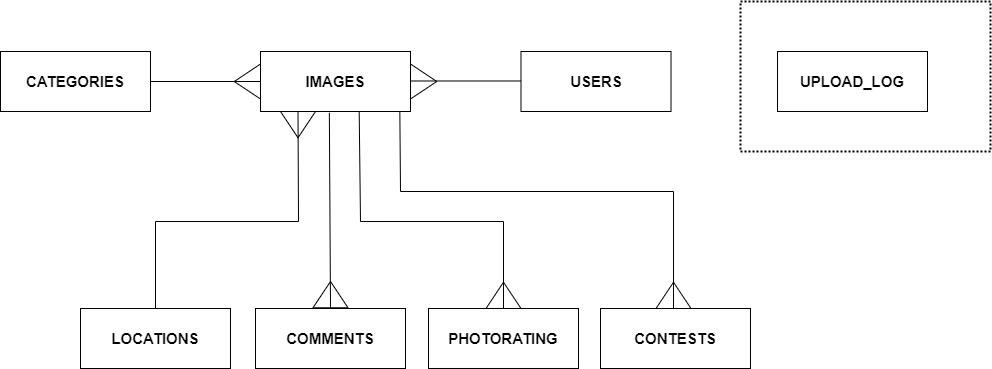 CATEGORIES
IMAGES
USERS
UPLOAD_LOG
LOCATIONS
COMMENTS
PHOTORATING
CONTESTS